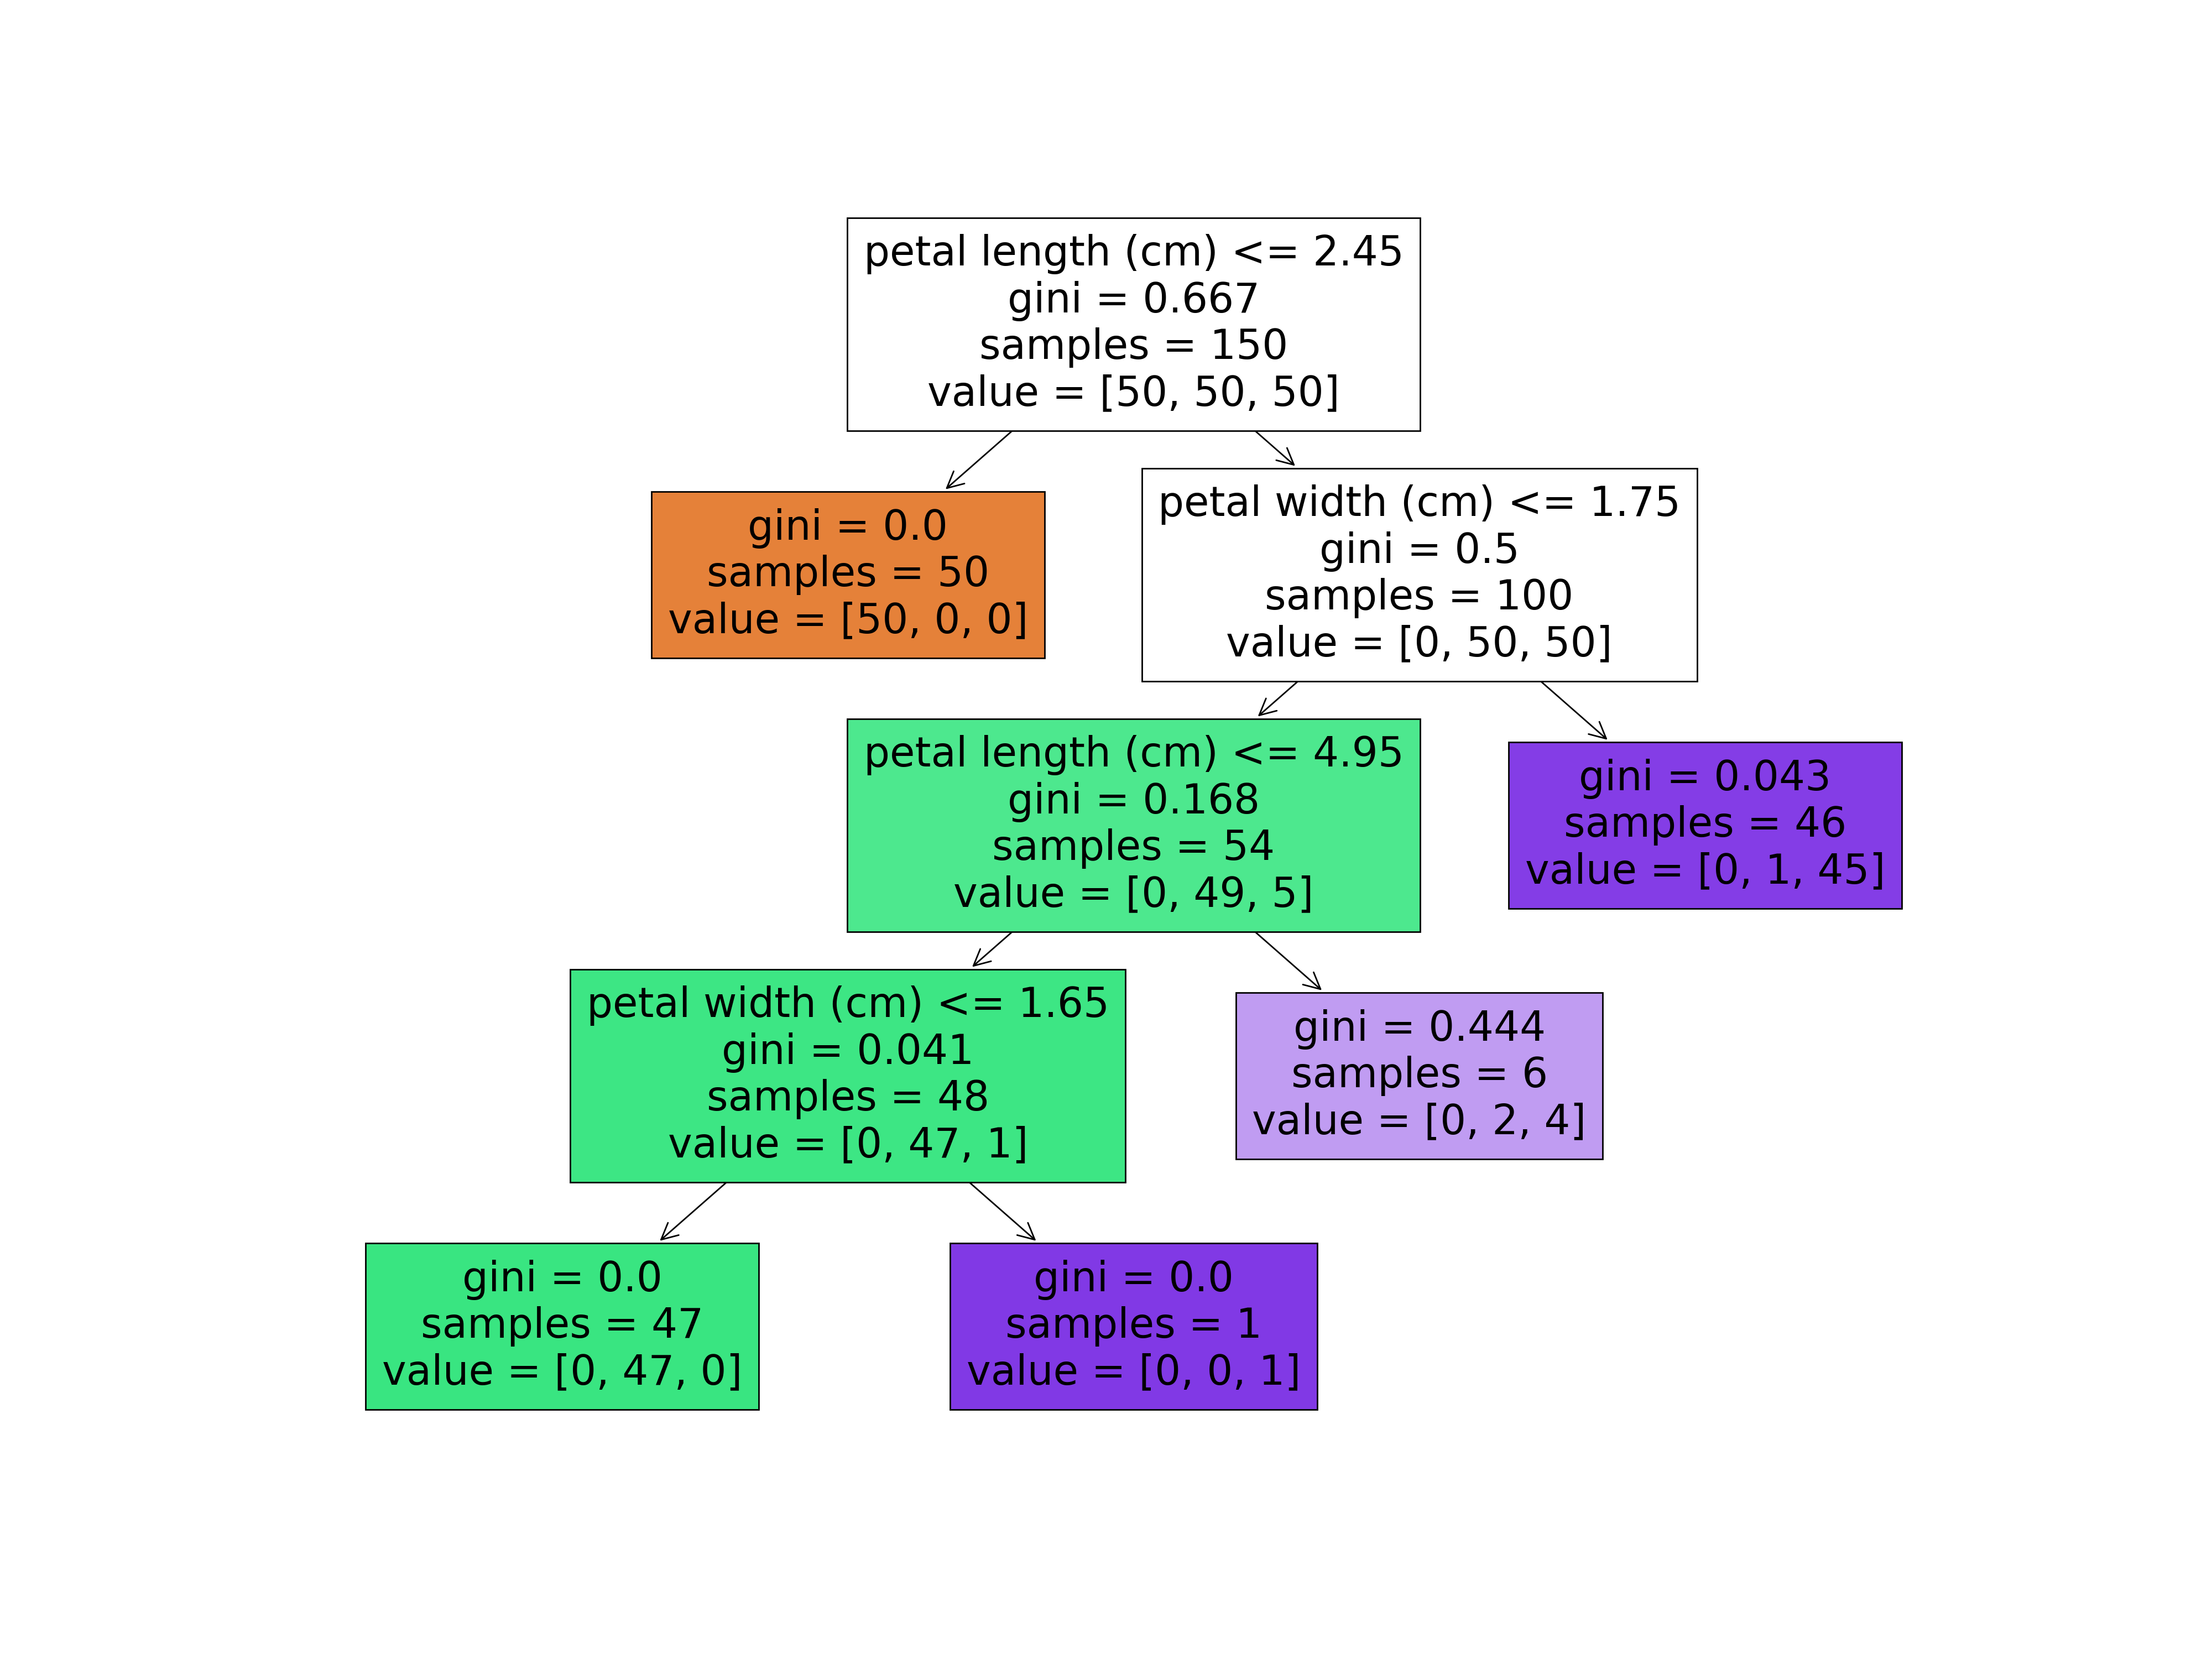 petal length (cm) <= 2.45
gini = 0.667
samples = 150
value = [50, 50, 50]
gini = 0.0
samples = 50
value = [50, 0, 0]
petal width (cm) <= 1.75
gini = 0.5
samples = 100
value = [0, 50, 50]
petal length (cm) <= 4.95
gini = 0.168
samples = 54
value = [0, 49, 5]
gini = 0.043
samples = 46
value = [0, 1, 45]
petal width (cm) <= 1.65
gini = 0.041
samples = 48
value = [0, 47, 1]
gini = 0.444
samples = 6
value = [0, 2, 4]
gini = 0.0
samples = 47
value = [0, 47, 0]
gini = 0.0
samples = 1
value = [0, 0, 1]